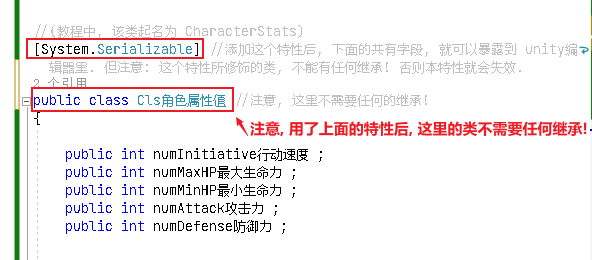 //(教程中, 该类起名为 CharacterStats)
[System.Serializable] //添加这个特性后, 下面的共有字段, 就可以暴露到 unity编
辑器里. 但注意: 这个特性所修饰的类, 不能有任何继承! 否则本特性就会失效.
2 个引用
public class Cls角色属性值 //注意, 这里不需要任何的继承!
{
注意, 用了上面的特性后, 这里的类不需要任何继承!
public int numInitiative行动速度 ;
public int numMaxHP最大生命力 ;
public int numMinHP最小生命力 ;
public int numAttack攻击力 ;
public int numDefense防御力 ;